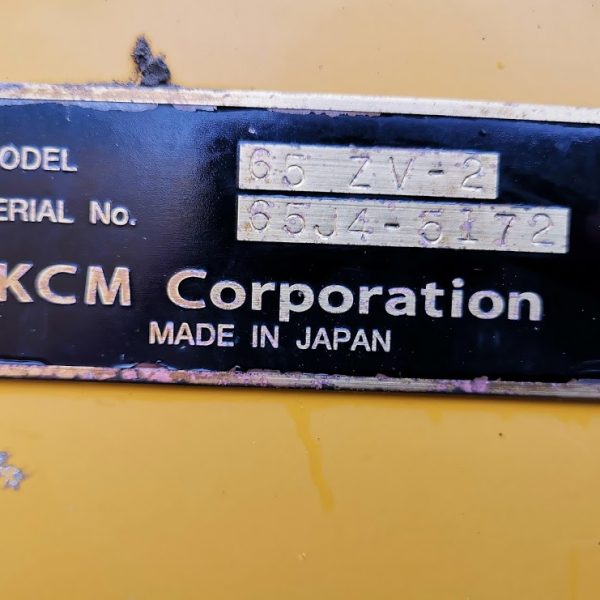 ODEL 65 ZV-2
ERIAL No. 65J4-5172
KCM Corporation
MADE IN JAPAN